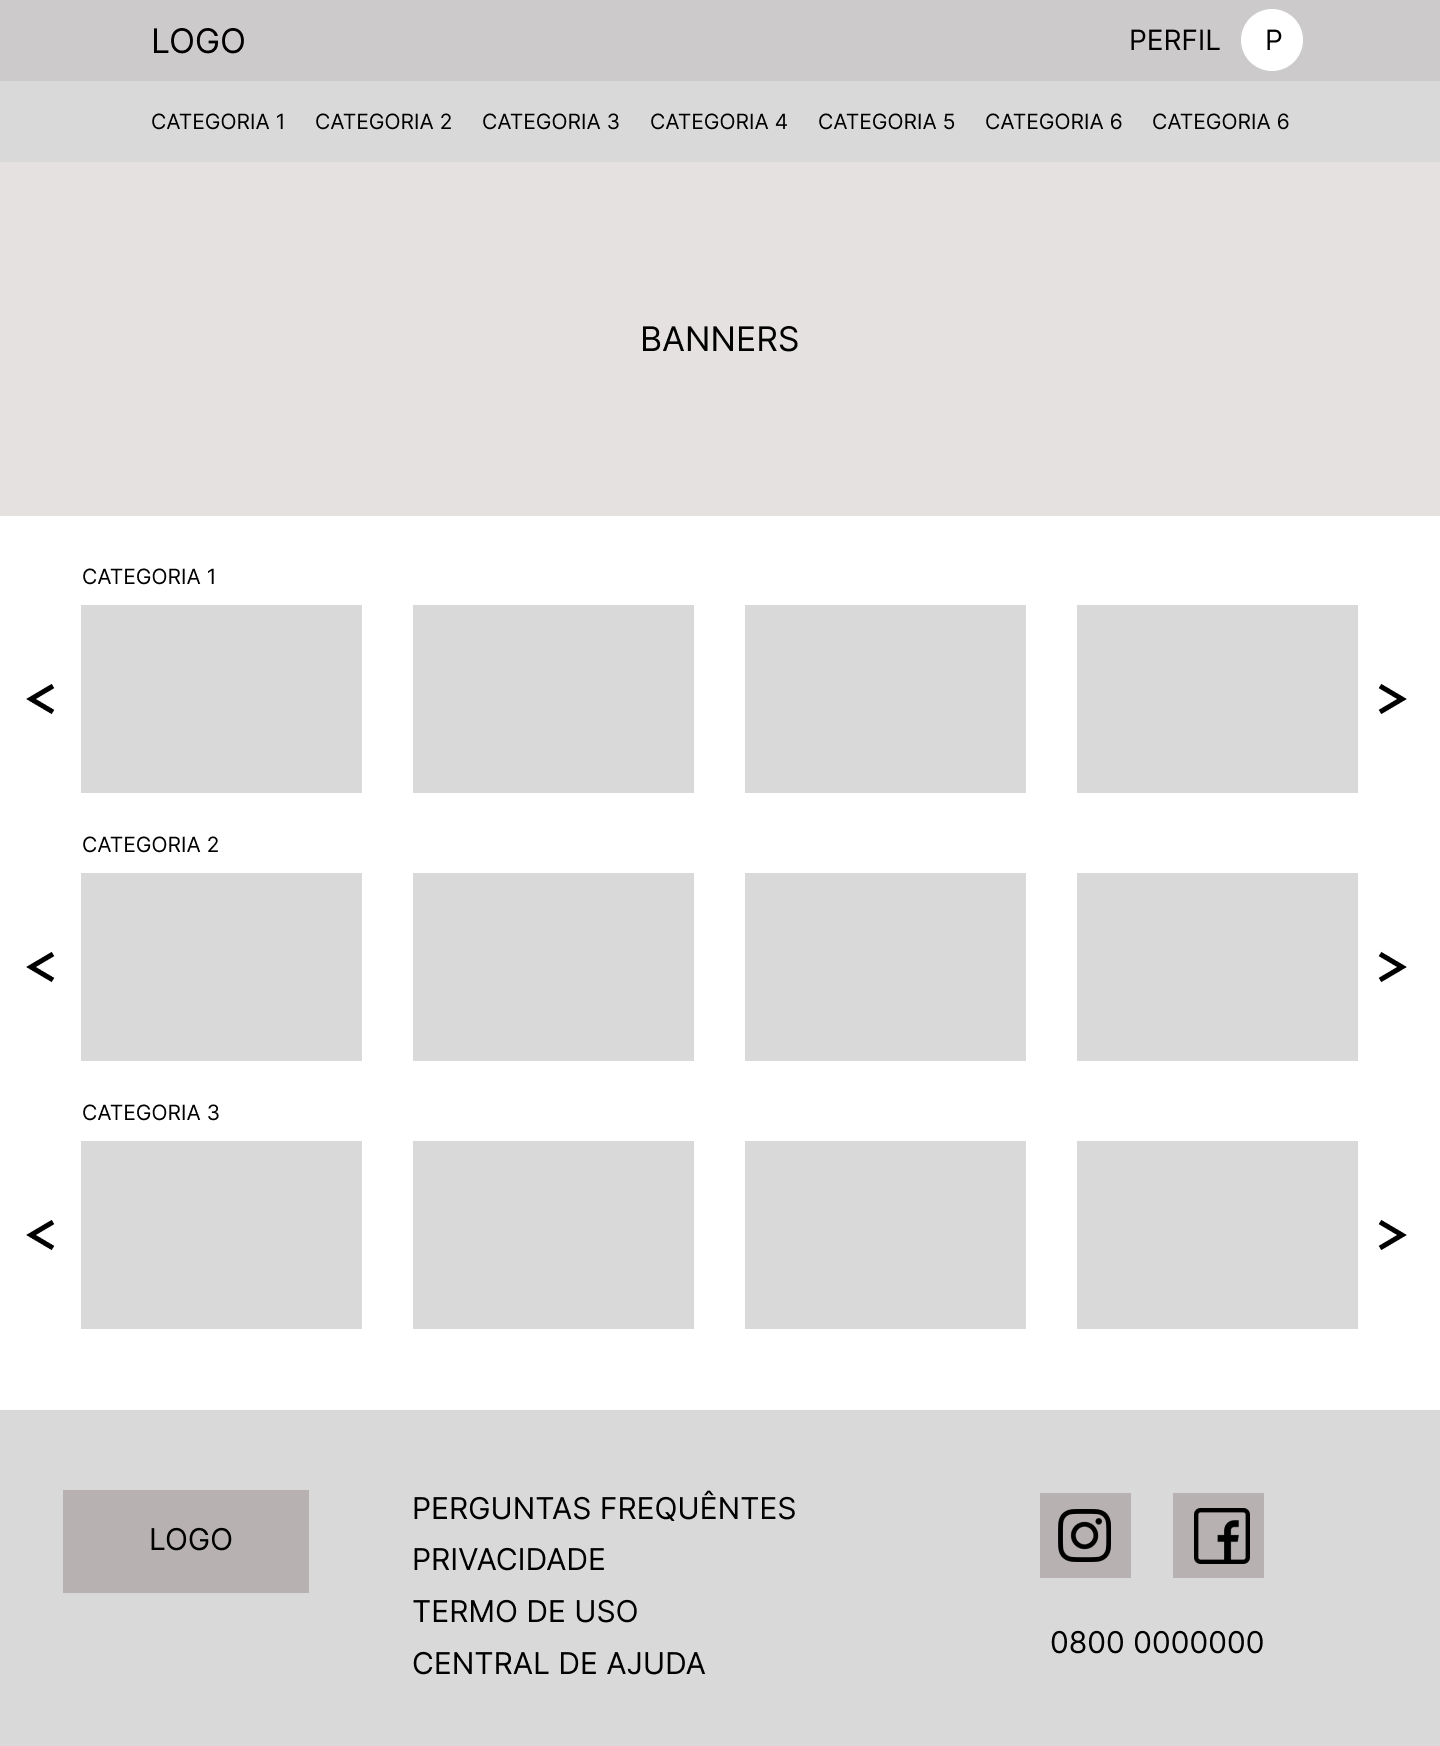 LOGO
PERFIL P
CATEGORIA 1 CATEGORIA 2 CATEGORIA 3 CATEGORIA 4 CATEGORIA 5 CATEGORIA 6 CATEGORIA 6
BANNERS
CATEGORIA 1
< >
CATEGORIA 2
< >
CATEGORIA 3
< >
LOGO
PERGUNTAS FREQUÊNTES
PRIVACIDADE
TERMO DE USO
CENTRAL DE AJUDA
0800 0000000